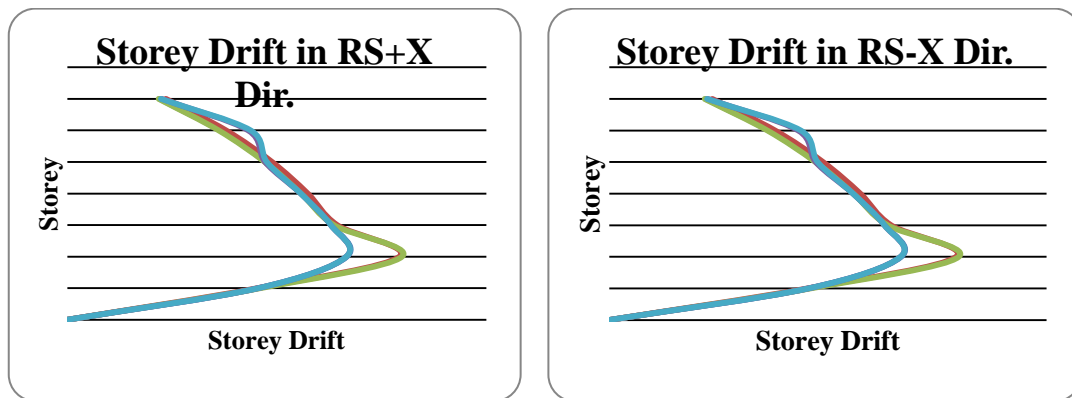 Storey Drift in RS+X
Dir.
Storey
Storey Drift
Storey Drift in RS-X Dir.
Storey
Storey Drift